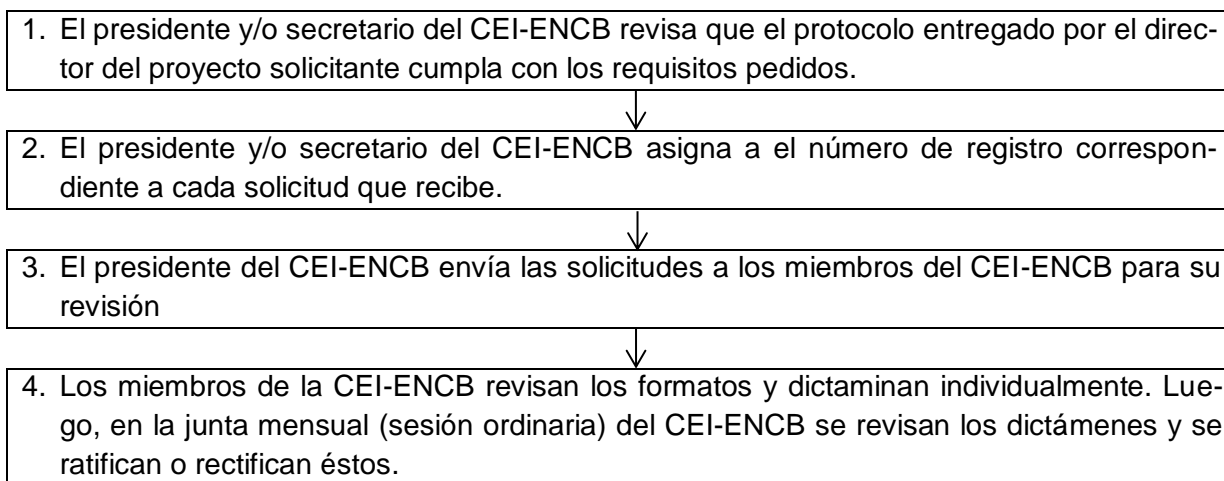 1. El presidente y/o secretario del CEI-ENCB revisa que el protocolo entregado por el direc-
tor del proyecto solicitante cumpla con los requisitos pedidos.
2. El presidente y/o secretario del CEI-ENCB asigna a el número de registro correspon-
diente a cada solicitud que recibe.
3. El presidente del CEI-ENCB envía las solicitudes a los miembros del CEI-ENCB para su
revisión
4. Los miembros de la CEI-ENCB revisan los formatos y dictaminan individualmente. Lue-
go, en la junta mensual (sesión ordinaria) del CEI-ENCB se revisan los dictámenes y se
ratifican o rectifican éstos.